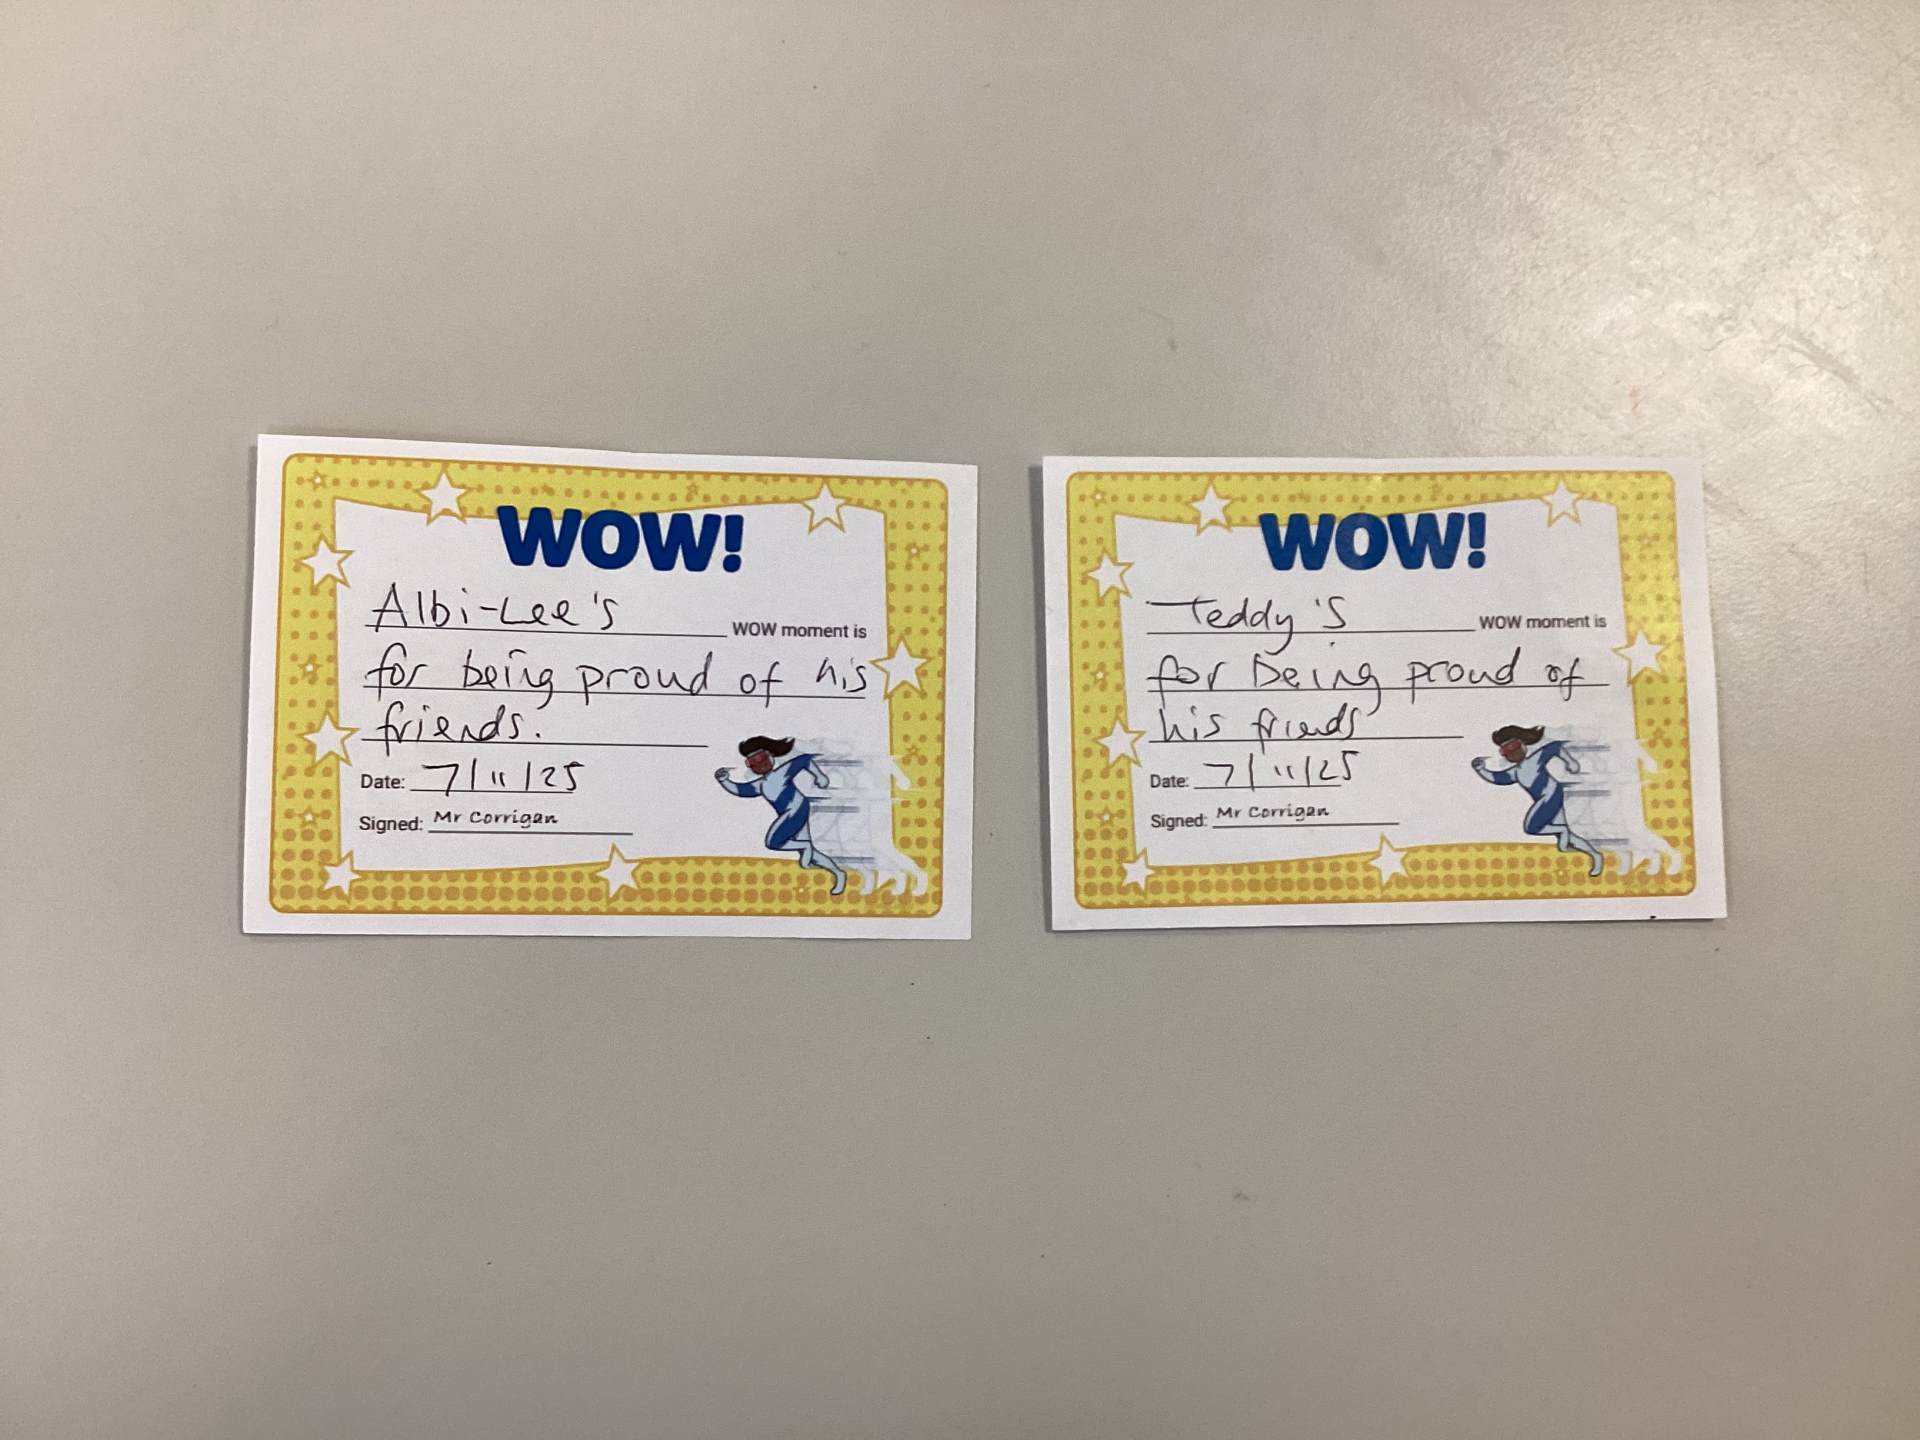 WOW!
Albi-Lee's WOW moment is
for being proud of his
friends.
Date: 7/11/25
Signed: Mr Corrigan
WOW!
Teddy's WOW moment is
for being proud of
his friends
Date: 7/11/25
Signed: Mr Corrigan